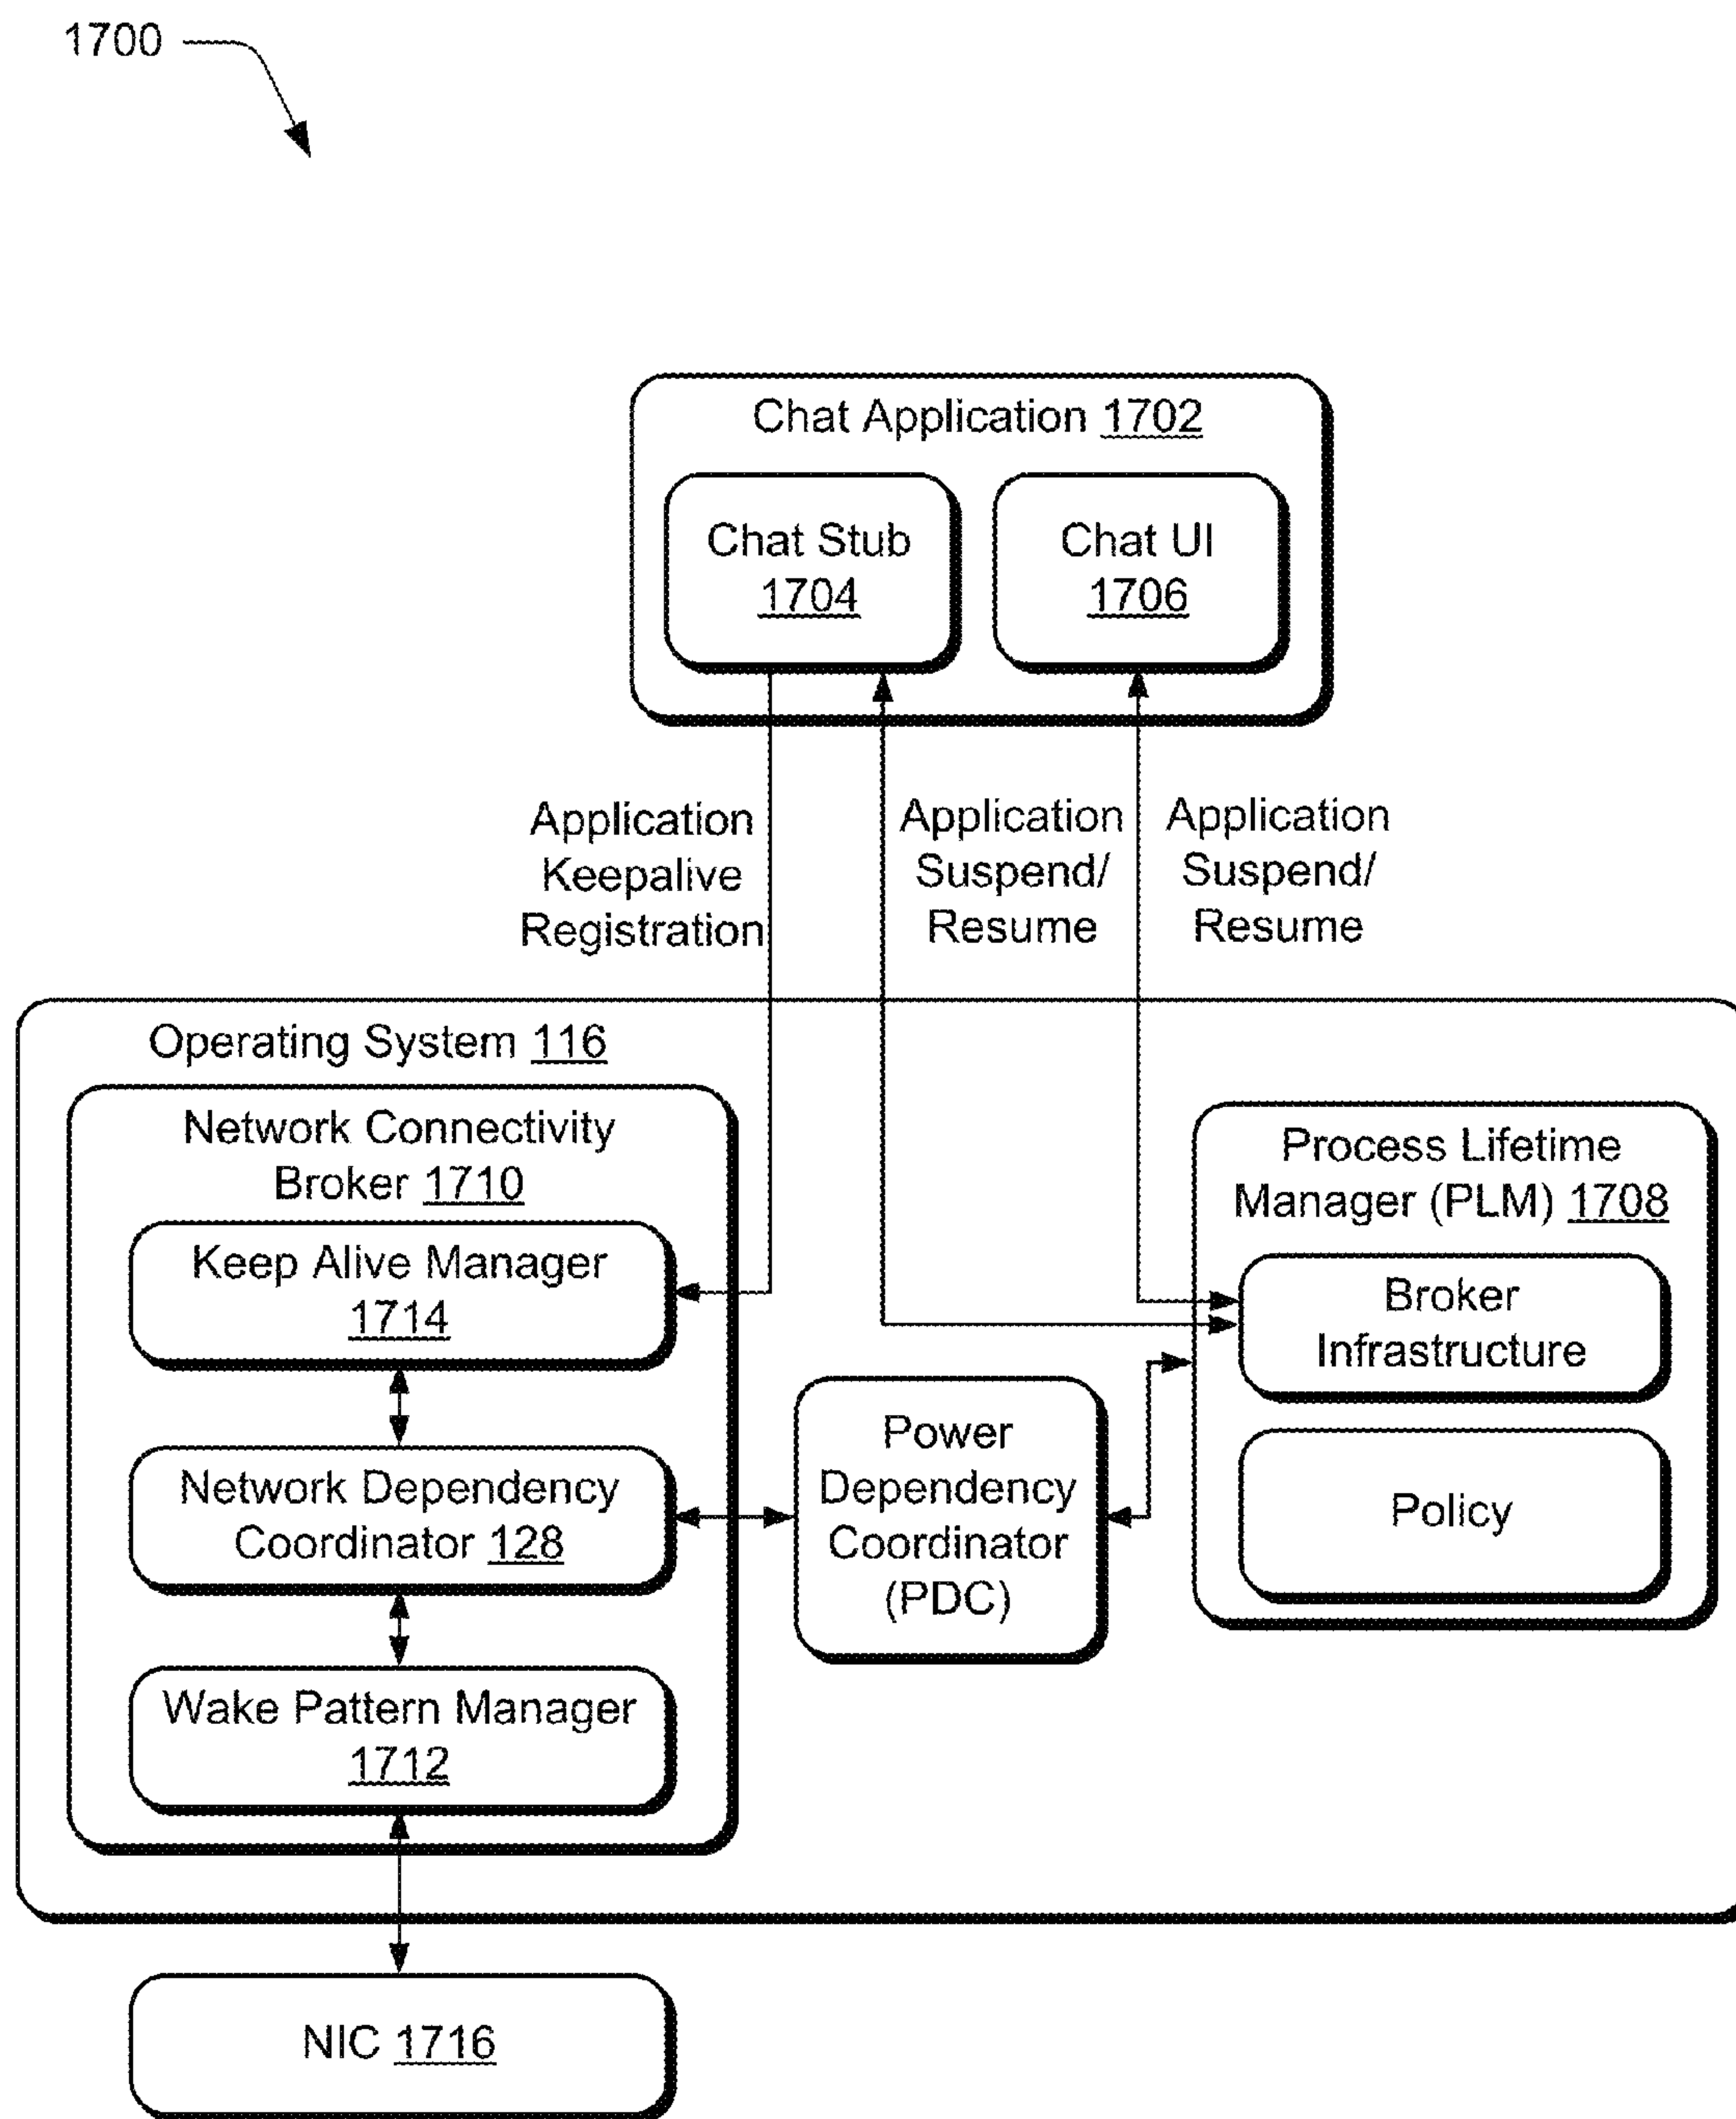 1700
Chat Application 1702
Chat Stub
1704
Chat UI
1706
Application
Keepalive
Registration
Application
Suspend/
Resume
Application
Suspend/
Resume
Operating System 116
Network Connectivity
Broker 1710
Keep Alive Manager
1714
Network Dependency
Coordinator 128
Wake Pattern Manager
1712
Power
Dependency
Coordinator
(PDC)
Process Lifetime
Manager (PLM) 1708
Broker
Infrastructure
Policy
NIC 1716